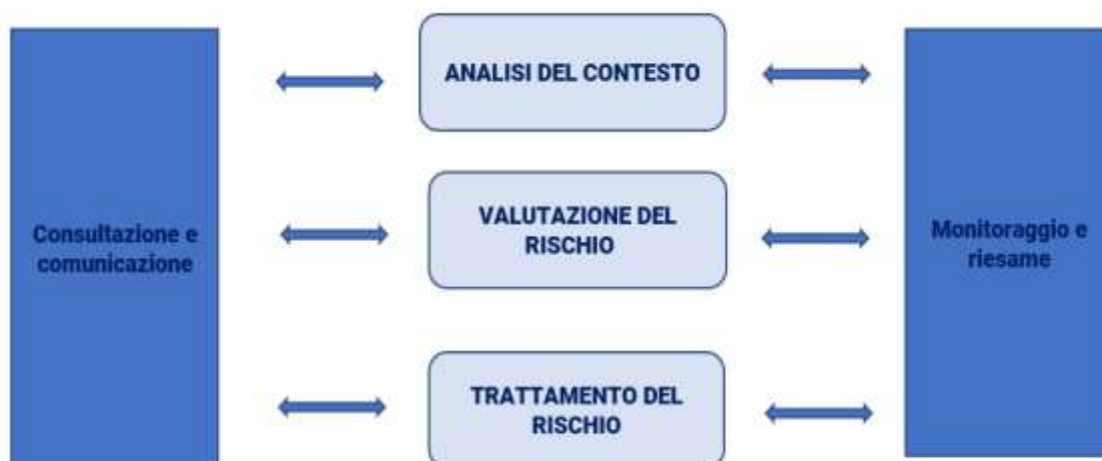 ANALISI DEL CONTESTO
Consultazione e
comunicazione
VALUTAZIONE DEL
RISCHIO
Monitoraggio e
riesame
TRATTAMENTO DEL
RISCHIO